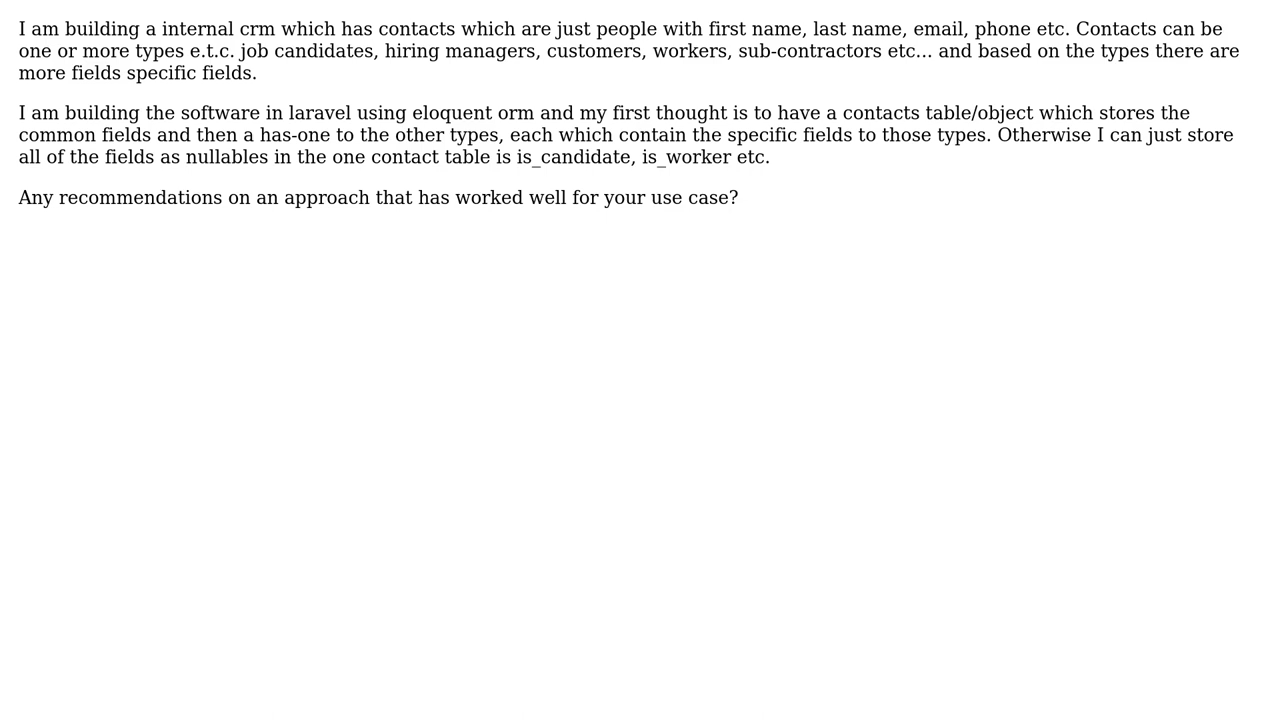 I am building a internal crm which has contacts which are just people with first name, last name, email, phone etc. Contacts can be
one or more types e.t.c. job candidates, hiring managers, customers, workers, sub-contractors etc... and based on the types there are
more fields specific fields.
I am building the software in laravel using eloquent orm and my first thought is to have a contacts table/object which stores the
common fields and then a has-one to the other types, each which contain the specific fields to those types. Otherwise I can just store
all of the fields as nullables in the one contact table is is_candidate, is_worker etc.
Any recommendations on an approach that has worked well for your use case?